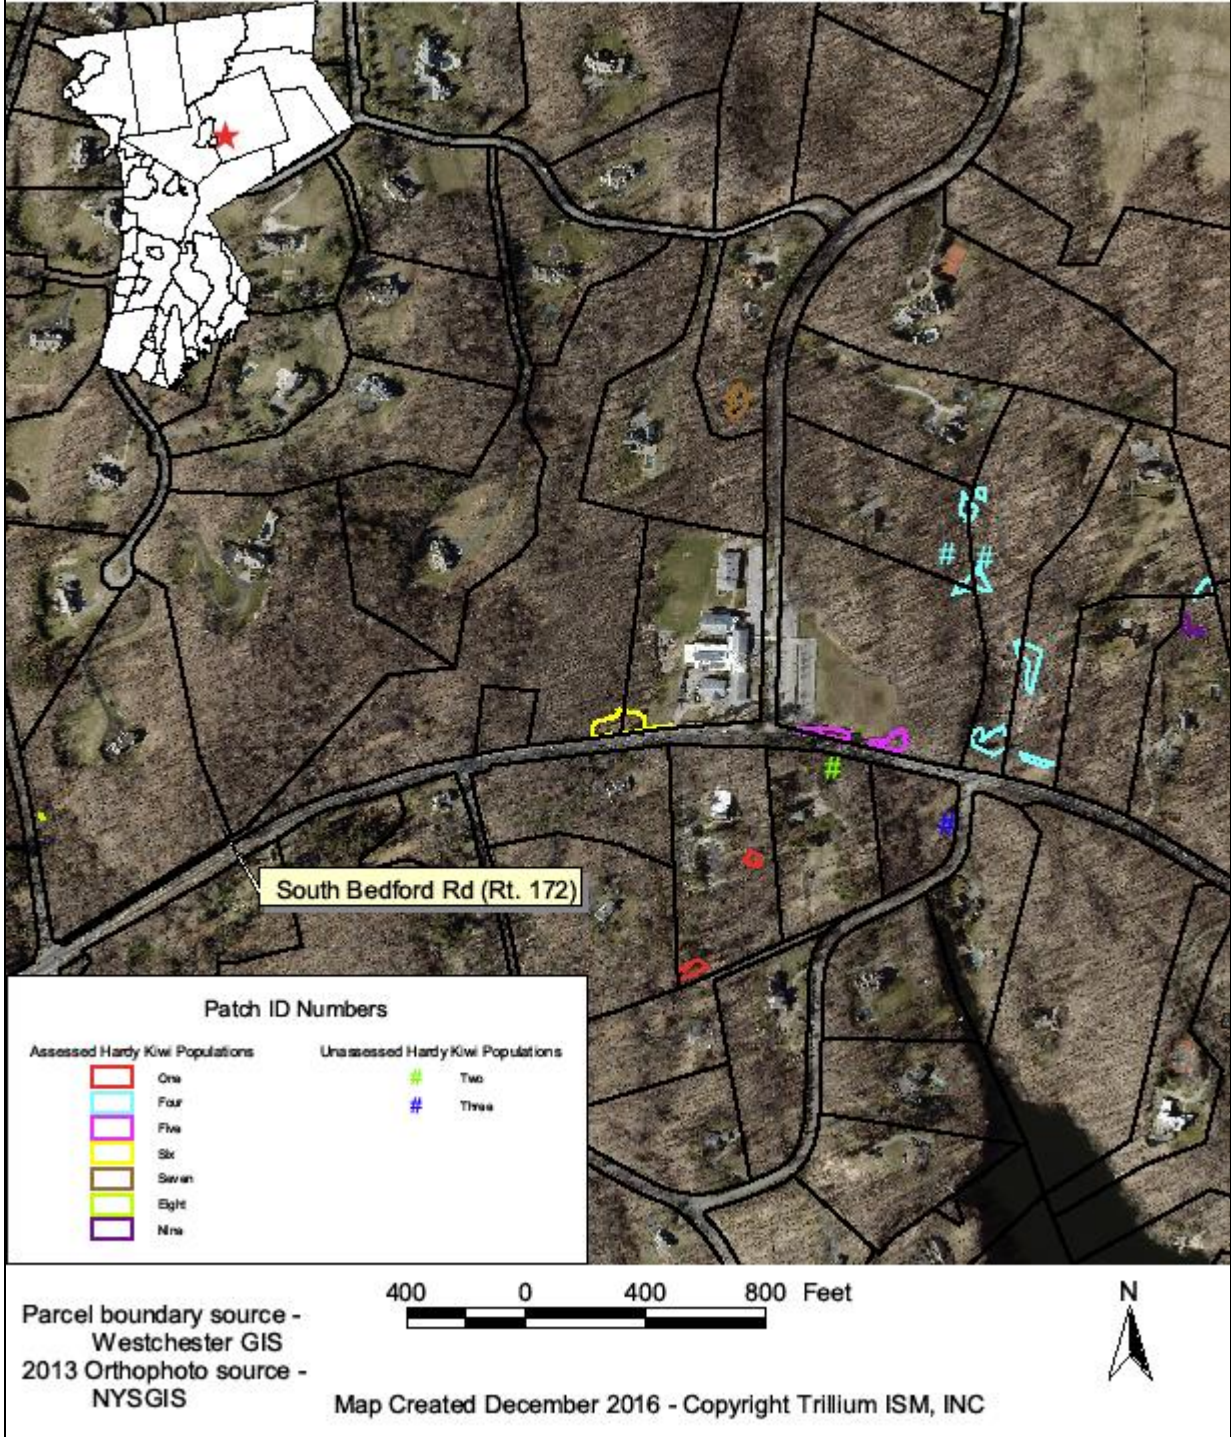 South Bedford Rd (Rt. 172)
Patch ID Numbers
Assessed Hardy Kiwi Populations
Unassessed Hardy Kiwi Populations
One
# Two
Four
# Three
Five
Six
Seven
Eight
Nine
400 0 400 800 Feet
N
Parcel boundary source -
Westchester GIS
2013 Orthophoto source -
NYSGIS
Map Created December 2016 - Copyright Trillium ISM, INC
#
#
#
#